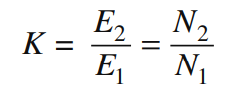 K = E₂/E₁ = N₂/N₁